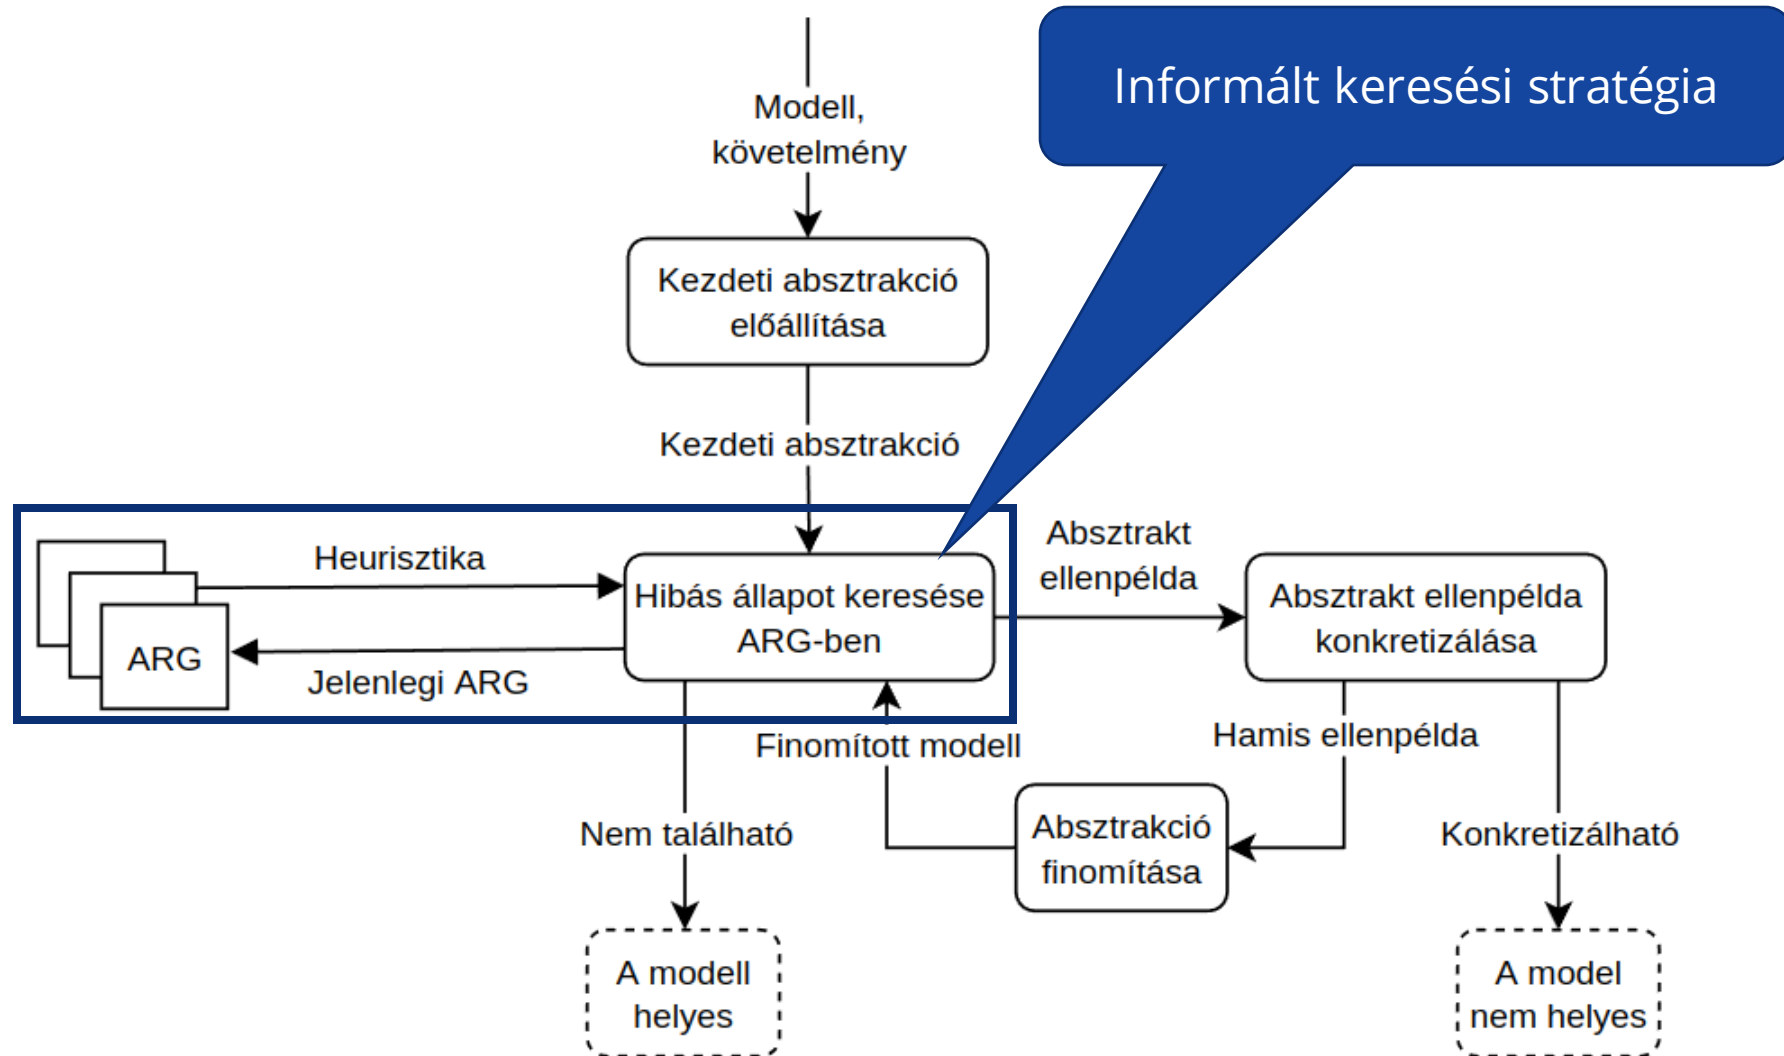 Informált keresési stratégia
Modell,
követelmény
Kezdeti absztrakció
előállítása
Kezdeti absztrakció
Heurisztika
ARG
Jelenlegi ARG
Hibás állapot keresése
ARG-ben
Absztrakt
ellenpélda
Absztrakt ellenpélda
konkretizálása
Finomított modell
Hamis ellenpélda
Nem található
Absztrakció
finomítása
Konkretizálható
A modell
helyes
A model
nem helyes